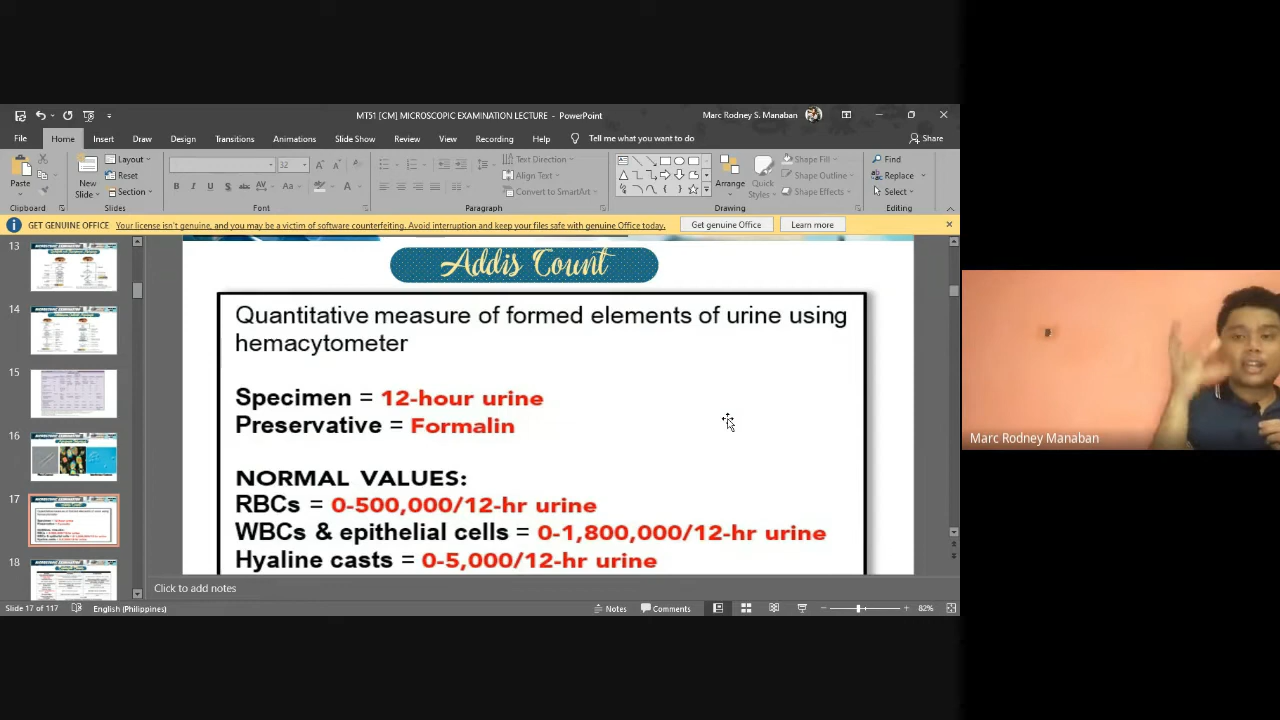 MT51 [CM] MICROSCOPIC EXAMINATION LECTURE - PowerPoint
Marc Rodney S. Manaban
File Home Insert Draw Design Transitions Animations Slide Show Review View Recording Help Tell me what you want to do
Share
Paste
Clipboard
New
Slide
Layout
Reset
Section
Slides
32
B I U S abc AV Aa A
Font
Text Direction
Align Text
Convert to SmartArt
Paragraph
Arrange
Quick
Styles
Shape Fill
Shape Outline
Shape Effects
Drawing
Find
Replace
Select
Editing
GET GENUINE OFFICE Your license isn't genuine, and you may be a victim of software counterfeiting. Avoid interruption and keep your files safe with genuine Office today. Get genuine Office Learn more
13
14
15
16
17
18
Addis Count
Quantitative measure of formed elements of urine using
hemacytometer
Specimen = 12-hour urine
Preservative = Formalin
NORMAL VALUES:
RBCs = 0-500,000/12-hr urine
WBCs & epithelial cells = 0-1,800,000/12-hr urine
Hyaline casts = 0-5,000/12-hr urine
Click to add notes
Slide 17 of 117 English (Philippines) Notes Comments 82%
Marc Rodney Manaban